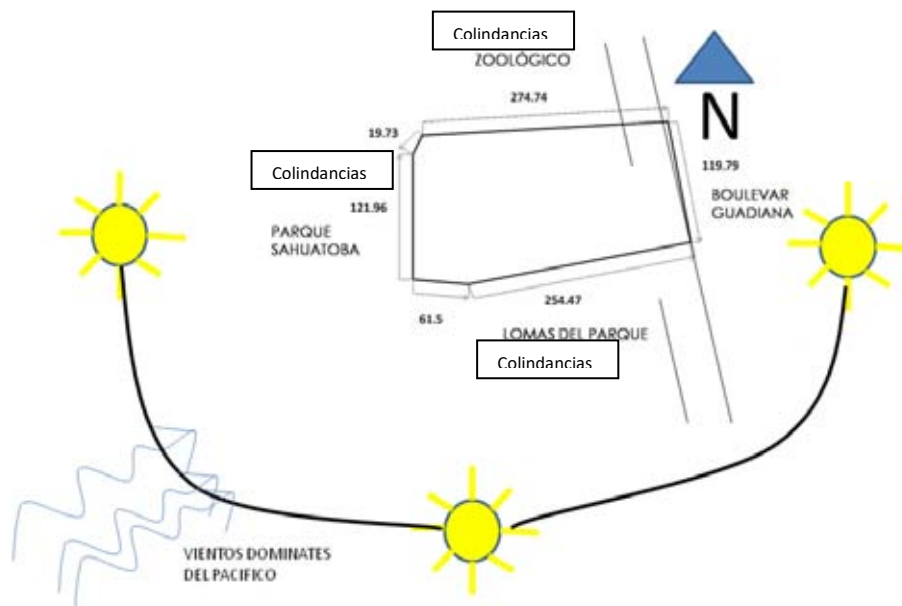 Colindancias
ZOOLÓGICO
274.74
N
19.73
119.79
Colindancias
121.96
BOULEVAR
GUADIANA
PARQUE
SAHUATOBA
254.47
61.5
LOMAS DEL PARQUE
Colindancias
VIENTOS DOMINATES
DEL PACIFICO